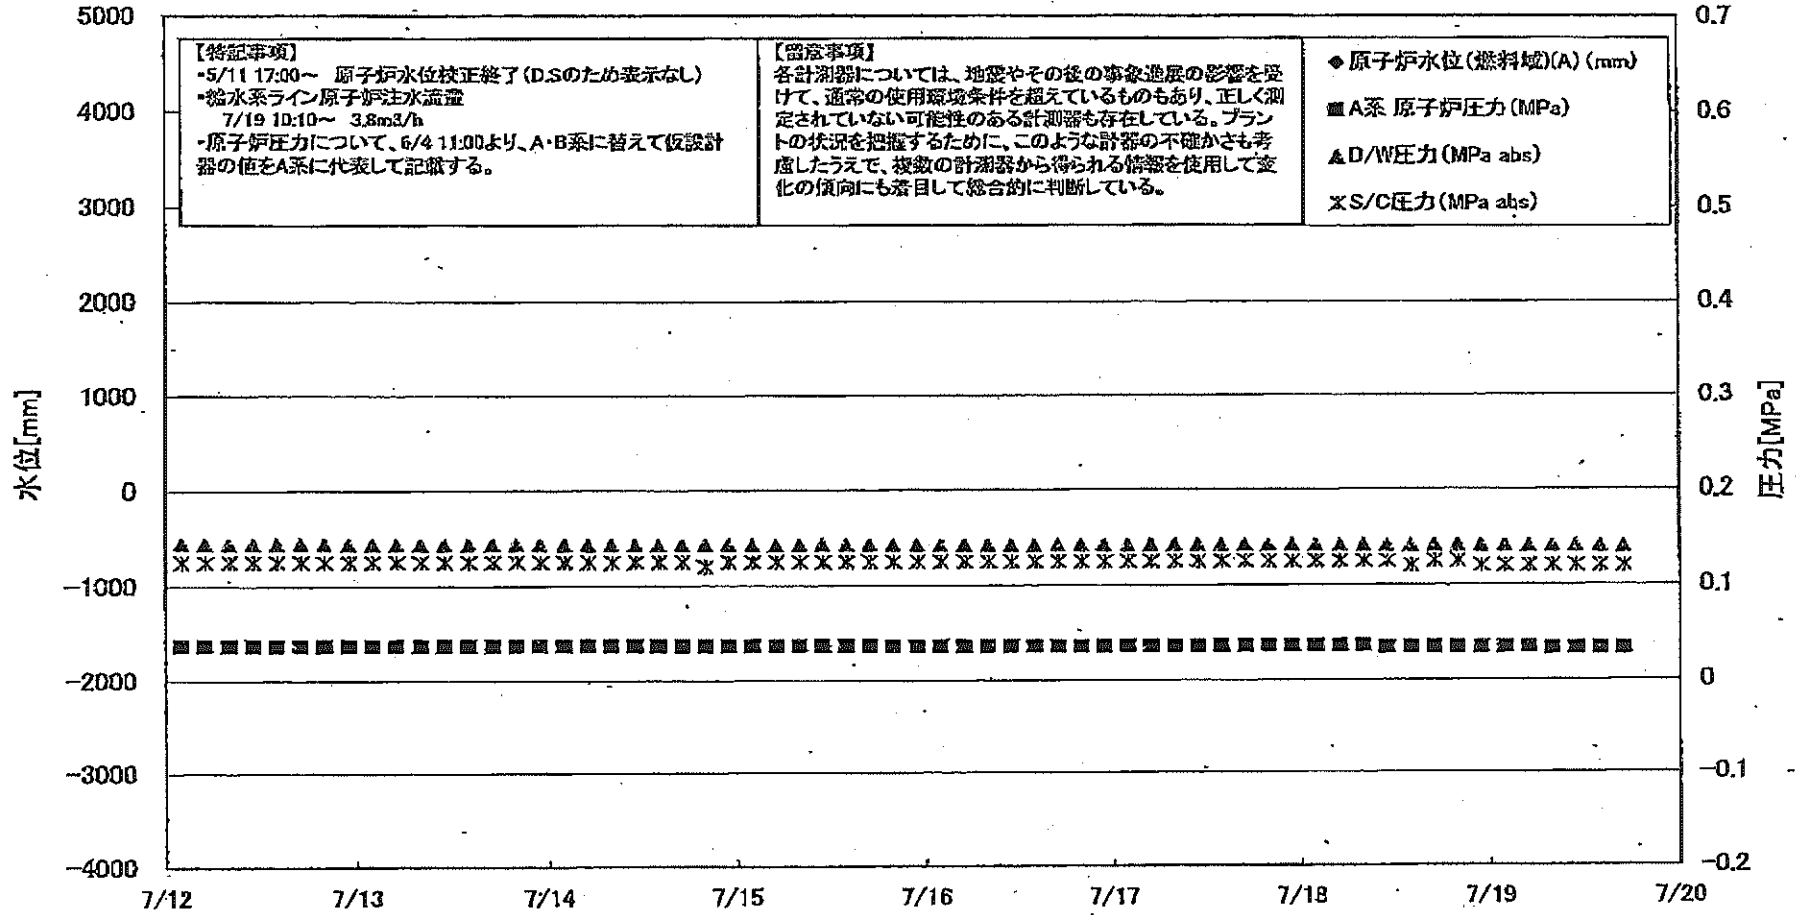 5000
4000
3000
2000
1000
0
-1000
-2000
-3000
-4000
水位[mm]
【特記事項】
・5/11 17:00～ 原子炉水位校正終了(D.Sのため表示なし)
・給水系ライン原子炉注水流量
7/19 10:10～ 3.8m3/h
・原子炉圧力について、6/4 11:00より、A・B系に替えて仮設計
器の値をA系に代表して記載する。
【留意事項】
各計測器については、地震やその後の事象進展の影響を受
けて、通常の使用環境条件を超えているものもあり、正しく測
定されていない可能性のある計測器も存在している。プラン
トの状況を把握するために、このような計器の不確かさも考
慮したうえで、複数の計測器から得られる情報を使用して変
化の傾向にも着目して総合的に判断している。
原子炉水位(燃料域)(A)(mm)
A系 原子炉圧力(MPa)
D/W圧力(MPa abs)
S/C圧力(MPa abs)
0.7
0.6
0.5
0.4
0.3
0.2
0.1
0
-0.1
-0.2
圧力[MPa]
7/12
7/13
7/14
7/15
7/16
7/17
7/18
7/19
7/20